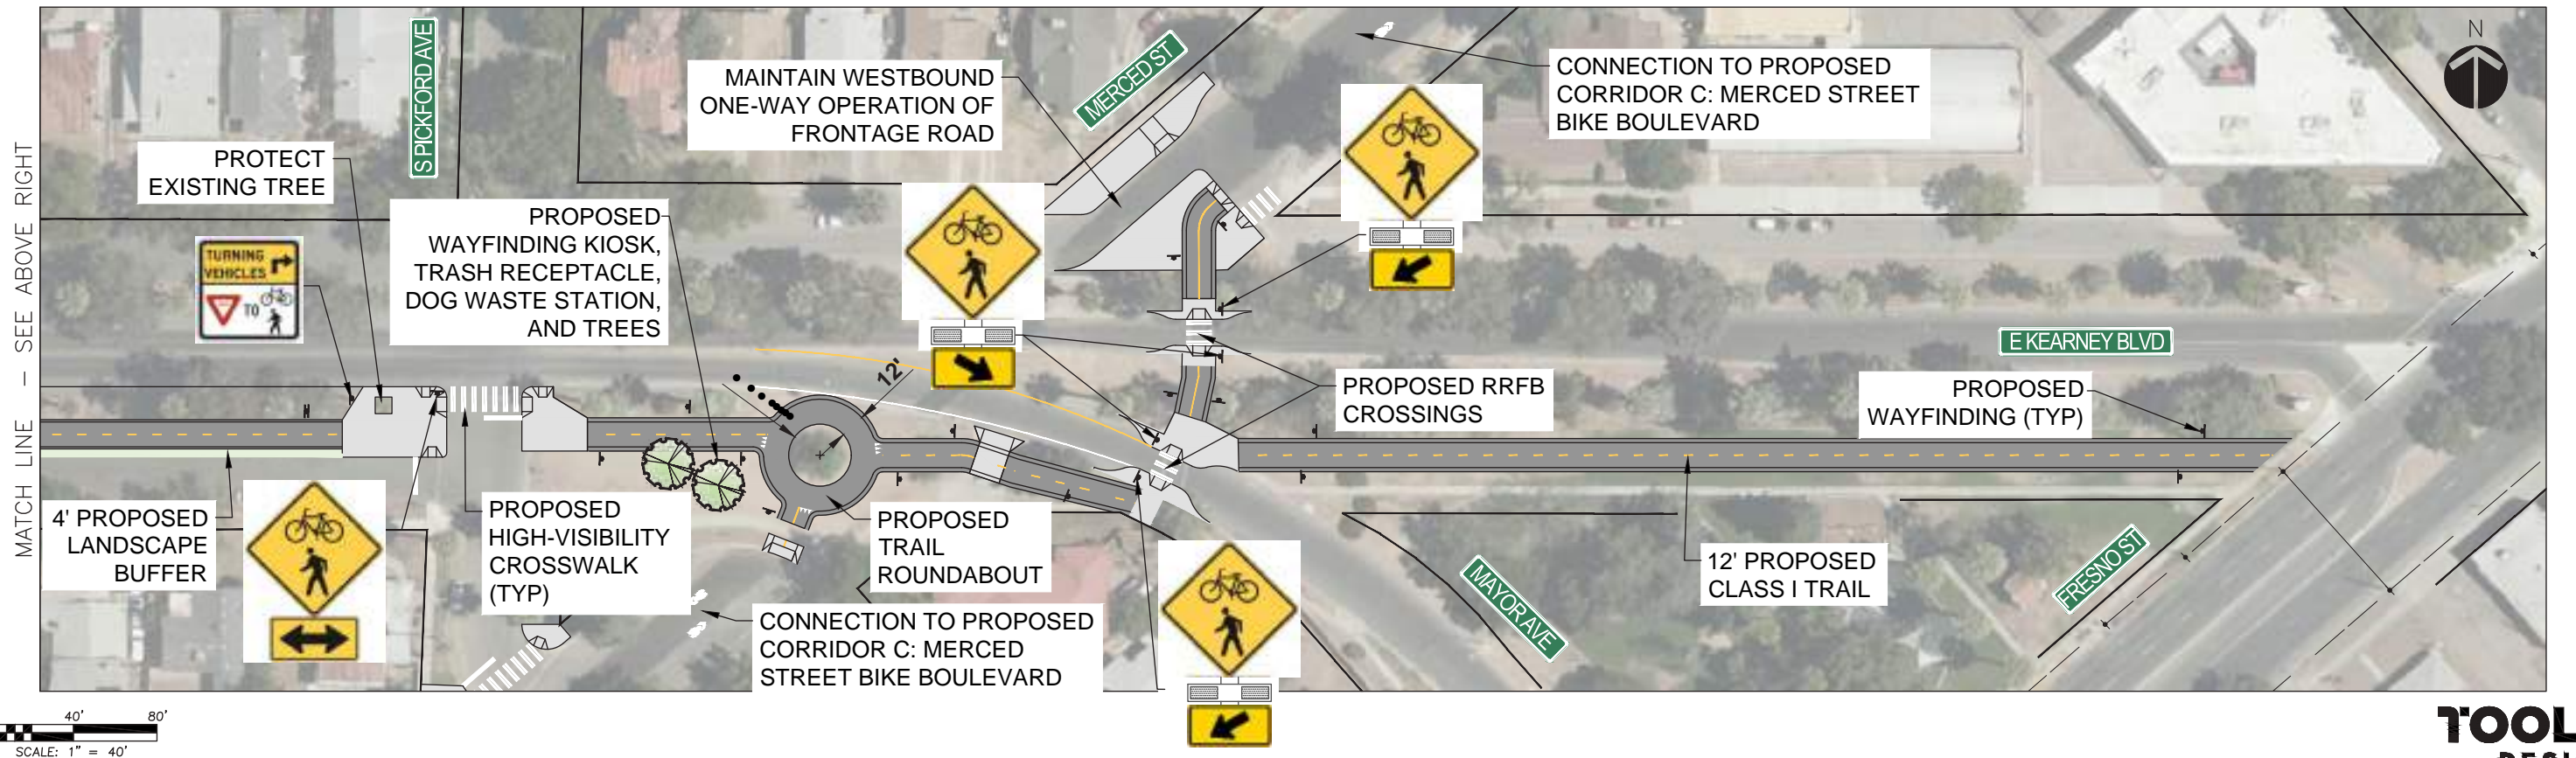 MATCH LINE – SEE ABOVE RIGHT
S PICKFORD AVE
PROTECT
EXISTING TREE
TURNING
VEHICLES
TO
4' PROPOSED
LANDSCAPE
BUFFER
PROPOSED
WAYFINDING KIOSK,
TRASH RECEPTACLE,
DOG WASTE STATION,
AND TREES
PROPOSED
HIGH-VISIBILITY
CROSSWALK
(TYP)
MAINTAIN WESTBOUND
ONE-WAY OPERATION OF
FRONTAGE ROAD
MERCED ST
12'
PROPOSED
TRAIL
ROUNDABOUT
CONNECTION TO PROPOSED
CORRIDOR C: MERCED
STREET BIKE BOULEVARD
CONNECTION TO PROPOSED
CORRIDOR C: MERCED STREET
BIKE BOULEVARD
PROPOSED RRFB
CROSSINGS
MAYOR AVE
E KEARNEY BLVD
PROPOSED
WAYFINDING (TYP)
12' PROPOSED
CLASS I TRAIL
FRESNO ST
N
40' 80'
SCALE: 1" = 40'
TOOL